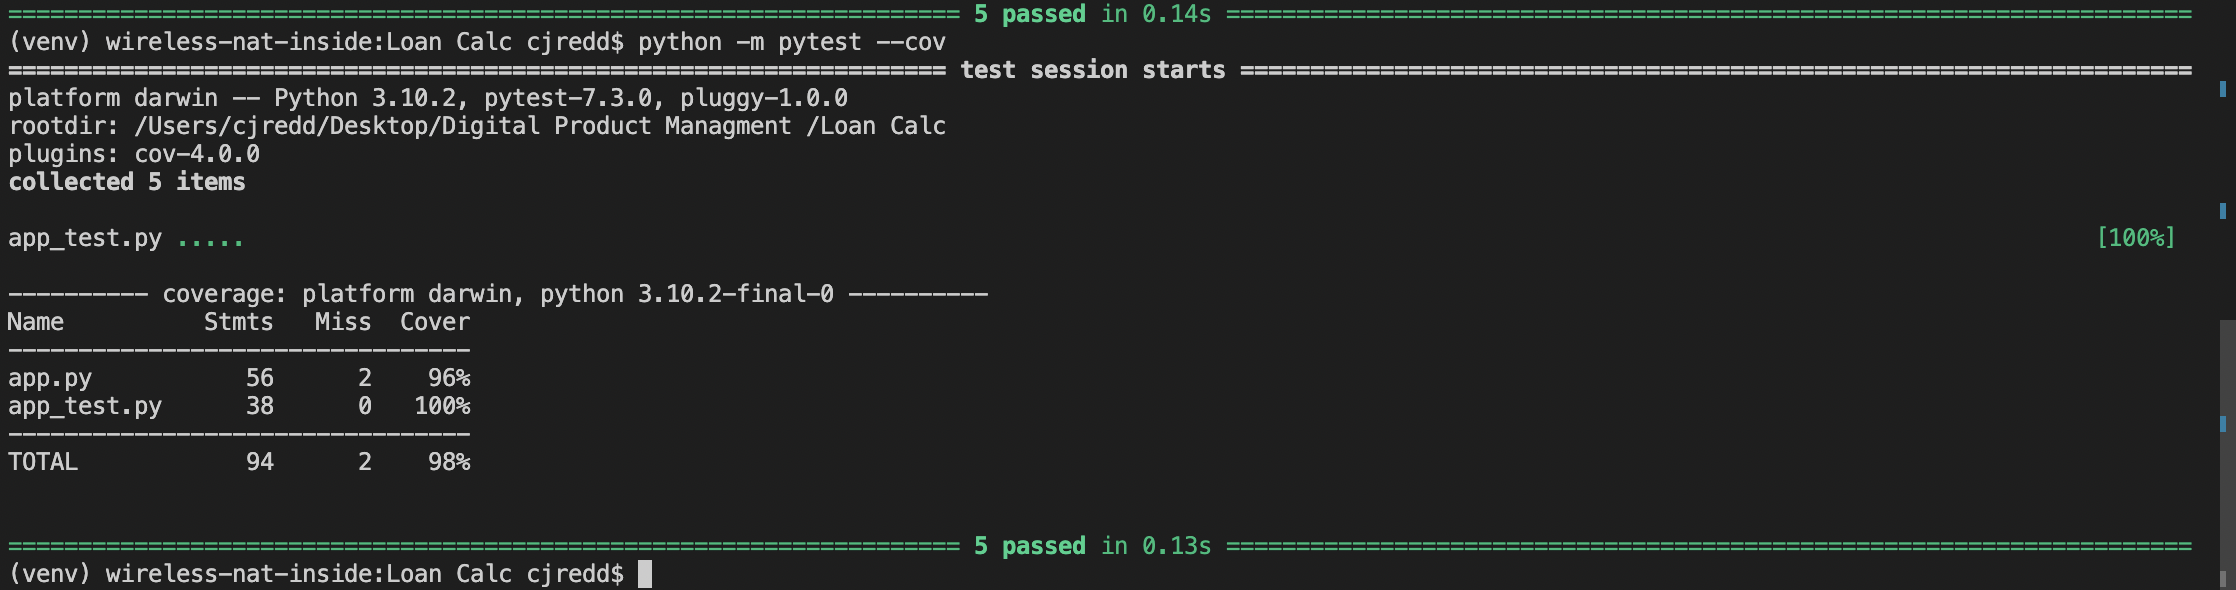 ======================================================================== 5 passed in 0.14s ========================================================================
(venv) wireless-nat-inside:Loan Calc cjredd$ python -m pytest --cov
======================================================================= test session starts ========================================================================
platform darwin -- Python 3.10.2, pytest-7.3.0, pluggy-1.0.0
rootdir: /Users/cjredd/Desktop/Digital Product Managment /Loan Calc
plugins: cov-4.0.0
collected 5 items
app_test.py ..... [100%]
---------- coverage: platform darwin, python 3.10.2-final-0 ----------
Name Stmts Miss Cover
---------------------------------
app.py 56 2 96%
app_test.py 38 0 100%
---------------------------------
TOTAL 94 2 98%
======================================================================== 5 passed in 0.13s ========================================================================
(venv) wireless-nat-inside:Loan Calc cjredd$